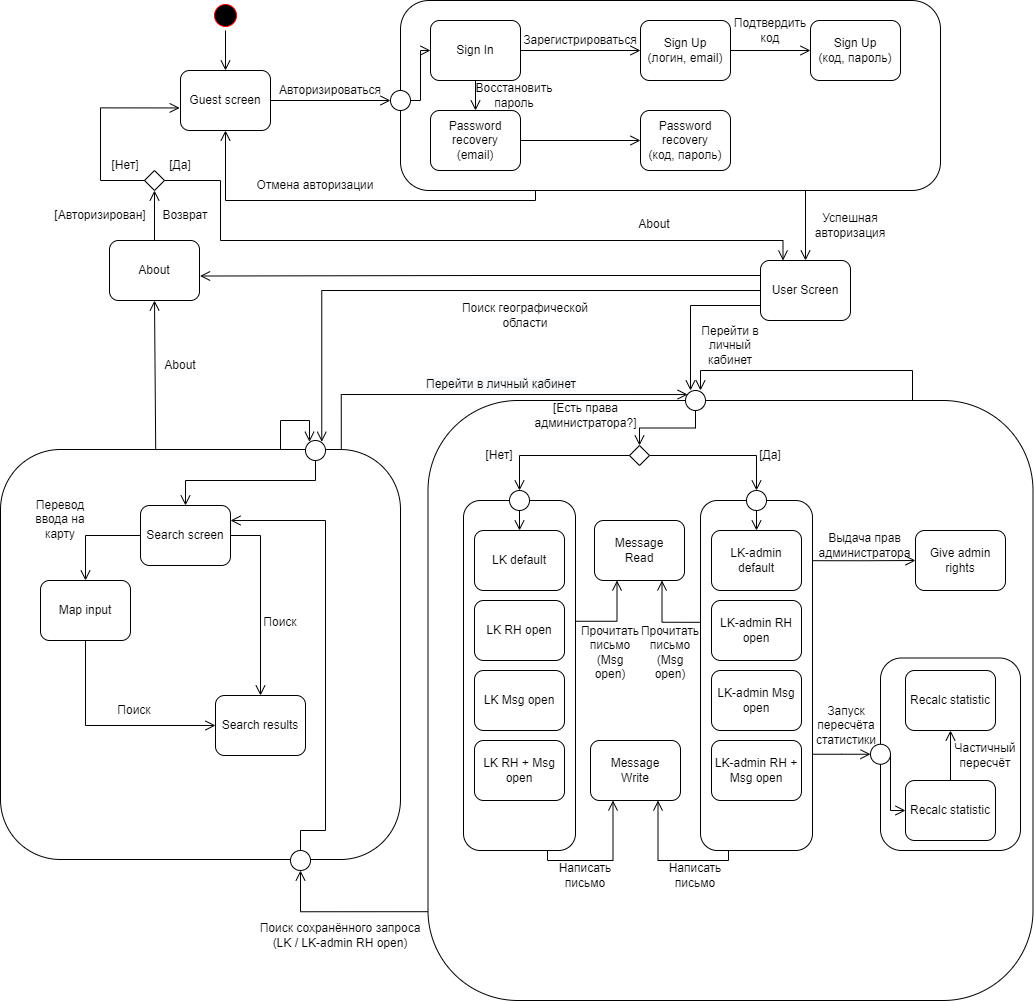 Sign In
Зарегистрироваться
Sign Up
(логин, email)
Подтвердить
код
Sign Up
(код, пароль)
Guest screen
Авторизироваться
Восстановить
пароль
Password
recovery
(email)
Password
recovery
(код, пароль)
[Нет]
[Да]
Отмена авторизации
[Авторизирован]
Возврат
About
Успешная
авторизация
About
User Screen
Поиск географической
области
Перейти в
личный
кабинет
About
Перейти в личный кабинет
[Есть права
администратора?]
[Нет]
[Да]
Перевод
ввода на
карту
Search screen
Map input
Поиск
Поиск
Search results
LK default
Message
Read
LK-admin
default
Выдача прав
администратора
Give admin
rights
LK RH open
Прочитать
письмо
(Msg
open)
Прочитать
письмо
(Msg
open)
LK-admin RH
open
LK Msg open
LK-admin Msg
open
Запуск
пересчёта
статистики
Recalc statistic
LK RH + Msg
open
Message
Write
LK-admin RH +
Msg open
Частичный
пересчёт
Recalc statistic
Написать
письмо
Написать
письмо
Поиск сохранённого запроса
(LK / LK-admin RH open)